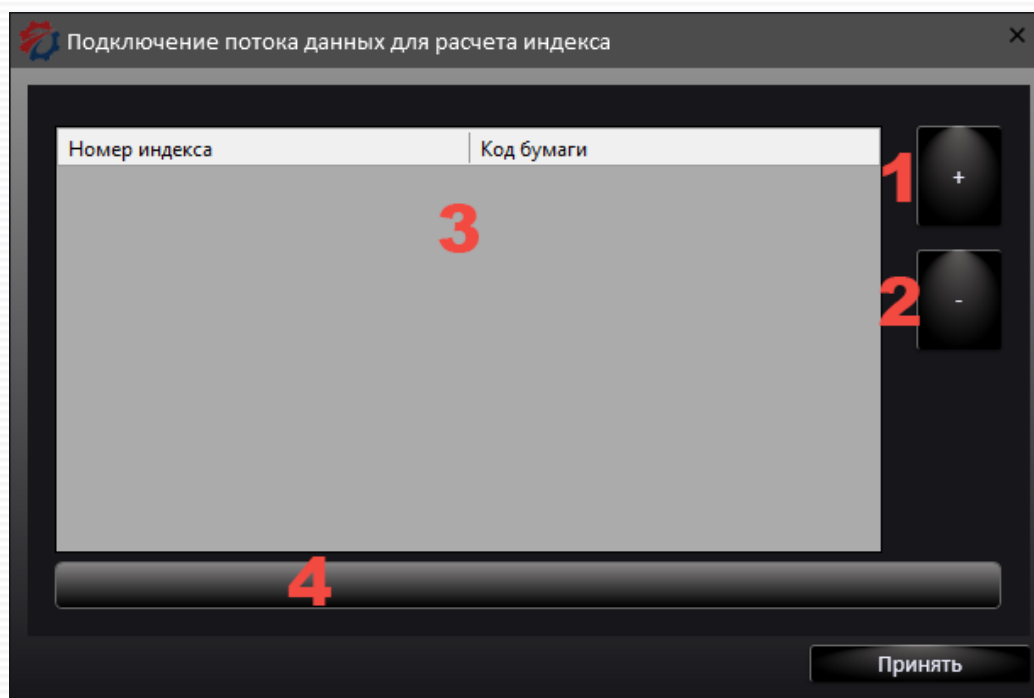 Подключение потока данных для расчета индекса ×
Номер индекса Код бумаги
1 +
3
2 -
4
Принять